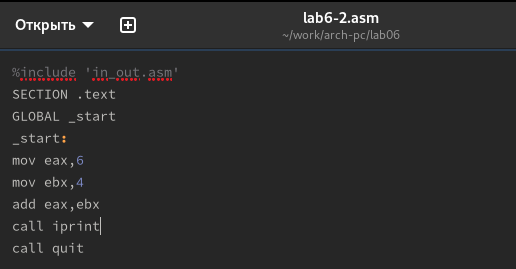 Открыть
lab6-2.asm
~/work/arch-pc/lab06
%include 'in_out.asm'
SECTION .text
GLOBAL _start
_start:
mov eax,6
mov ebx,4
add eax,ebx
call iprint
call quit